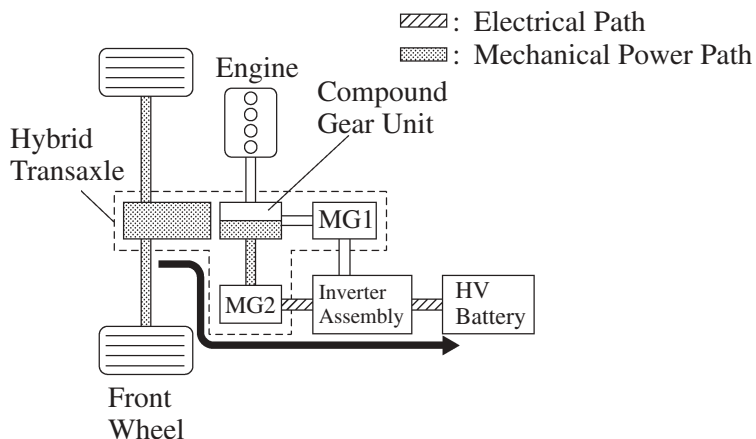 : Electrical Path
: Mechanical Power Path
Engine
Compound
Gear Unit
Hybrid
Transaxle
MG1
MG2
Inverter
Assembly
HV
Battery
Front
Wheel